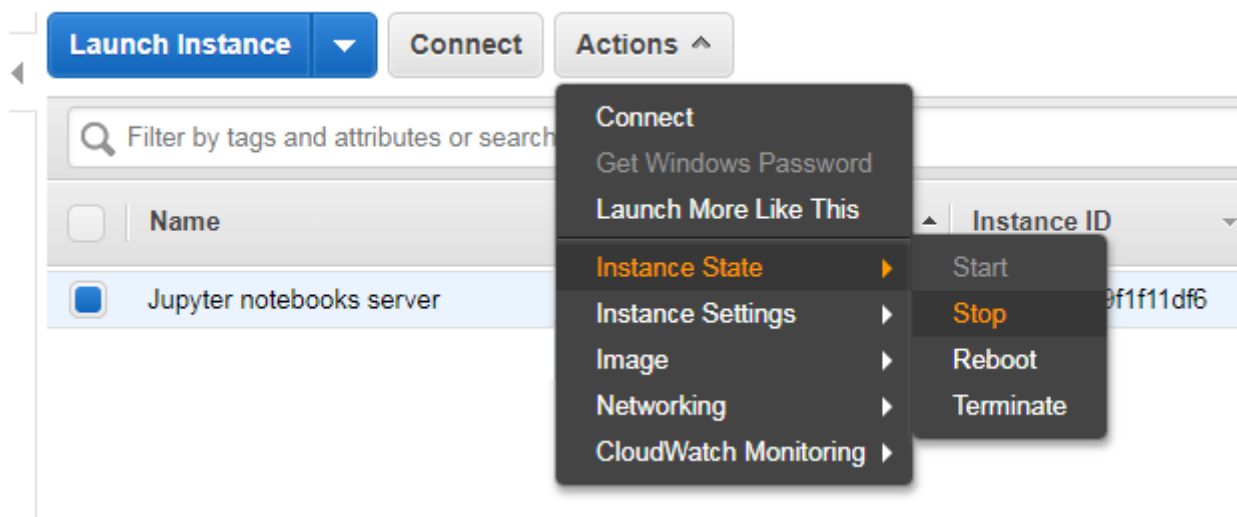 Launch Instance Connect Actions
Connect
Filter by tags and attributes or search
Get Windows Password
Launch More Like This
Name Instance ID
Instance State Start
Jupyter notebooks server 9f1f11df6
Instance Settings Stop
Image Reboot
Networking Terminate
CloudWatch Monitoring